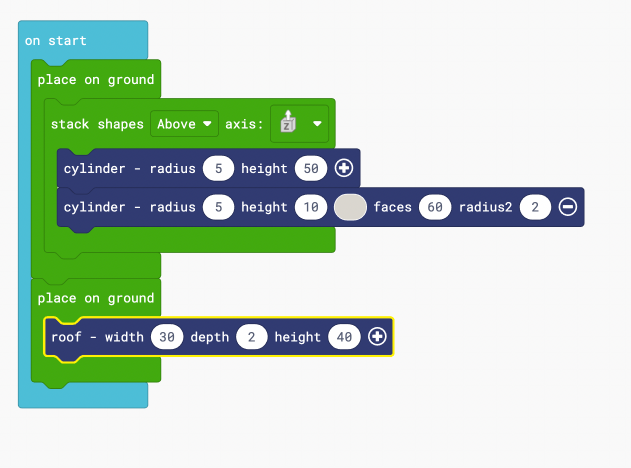 on start
place on ground
stack shapes Above axis: Z
cylinder - radius 5 height 50
cylinder - radius 5 height 10 faces 60 radius2 2
place on ground
roof - width 30 depth 2 height 40